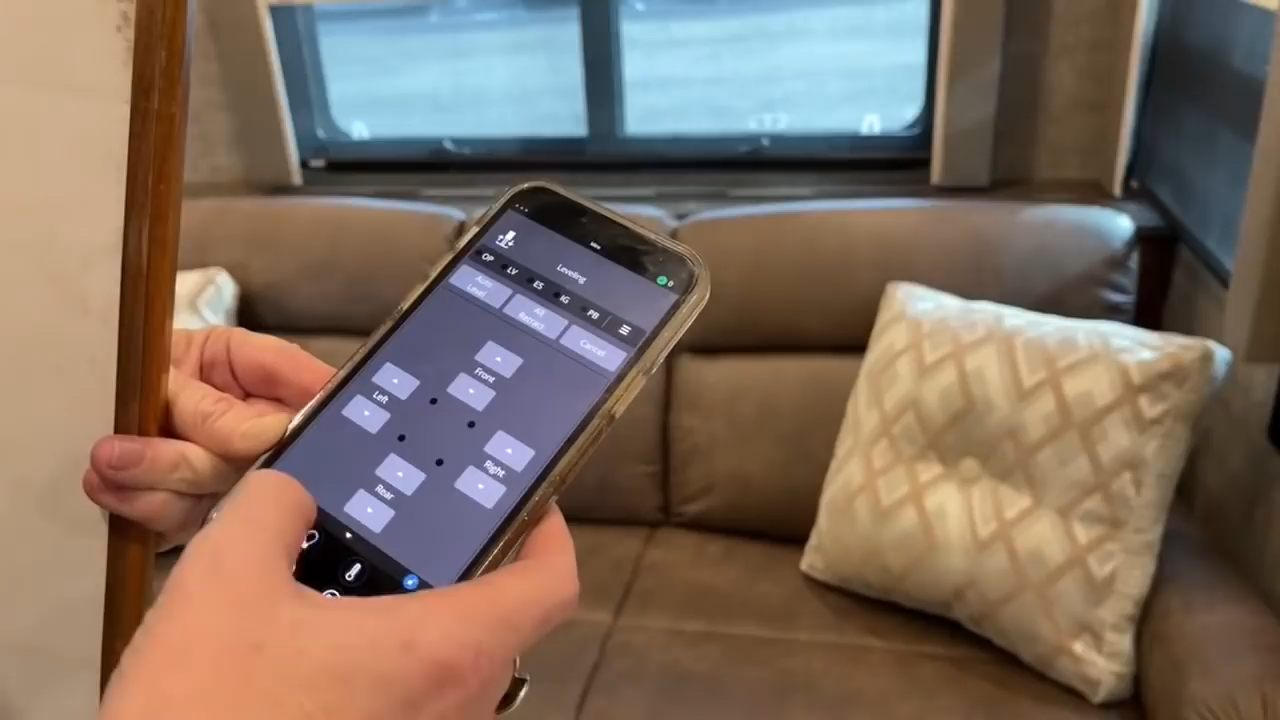 Leveling
OP LV ES IG PB
Auto Level
All Retract
Cancel
Front
Left
Right
Rear